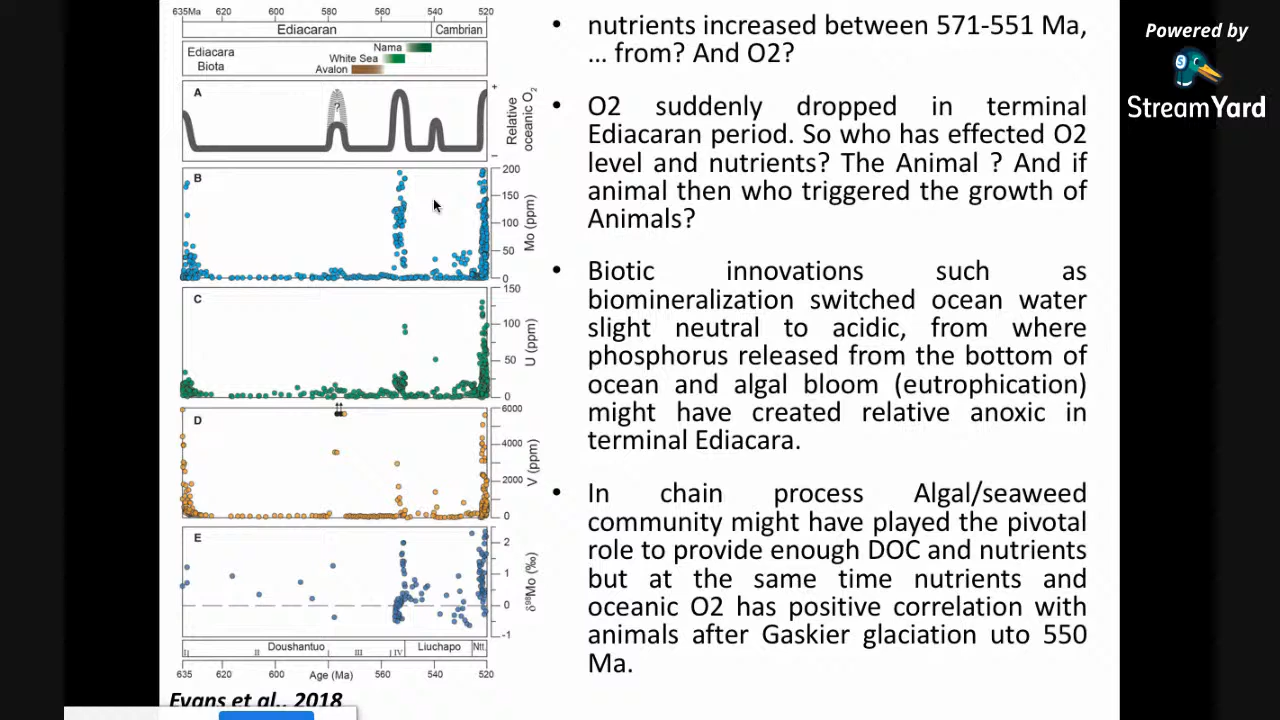 635Ma 620 600 580 560 540 520
Ediacaran Cambrian
Ediacara
Biota
Nama
White Sea
Avalon
A
?
+
–
Relative
oceanic O2
B
200
150
100
50
0
Mo (ppm)
C
150
100
50
0
U (ppm)
D
6000
4000
2000
0
V (ppm)
E
2
1
0
-1
δ98Mo (‰)
Doushantuo Liuchapo Ntt.
II III IV
635 620 600 580 560 540 520
Age (Ma)
Evans et al., 2018
• nutrients increased between 571-551 Ma,
… from? And O2?
• O2 suddenly dropped in terminal
Ediacaran period. So who has effected O2
level and nutrients? The Animal ? And if
animal then who triggered the growth of
Animals?
• Biotic innovations such as
biomineralization switched ocean water
slight neutral to acidic, from where
phosphorus released from the bottom of
ocean and algal bloom (eutrophication)
might have created relative anoxic in
terminal Ediacara.
• In chain process Algal/seaweed
community might have played the pivotal
role to provide enough DOC and nutrients
but at the same time nutrients and
oceanic O2 has positive correlation with
animals after Gaskier glaciation uto 550
Ma.
Powered by
S
StreamYard